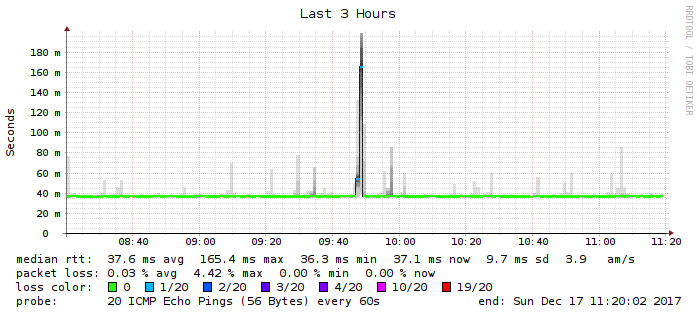 Last 3 Hours
RRDTOOL / TOBI OETIKER
Seconds
180 m
160 m
140 m
120 m
100 m
80 m
60 m
40 m
20 m
0
08:40 09:00 09:20 09:40 10:00 10:20 10:40 11:00 11:20
median rtt: 37.6 ms avg 165.4 ms max 36.3 ms min 37.1 ms now 9.7 ms sd 3.9 am/s
packet loss: 0.03 % avg 4.42 % max 0.00 % min 0.00 % now
loss color: 0 1/20 2/20 3/20 4/20 10/20 19/20
probe: 20 ICMP Echo Pings (56 Bytes) every 60s end: Sun Dec 17 11:20:02 2017